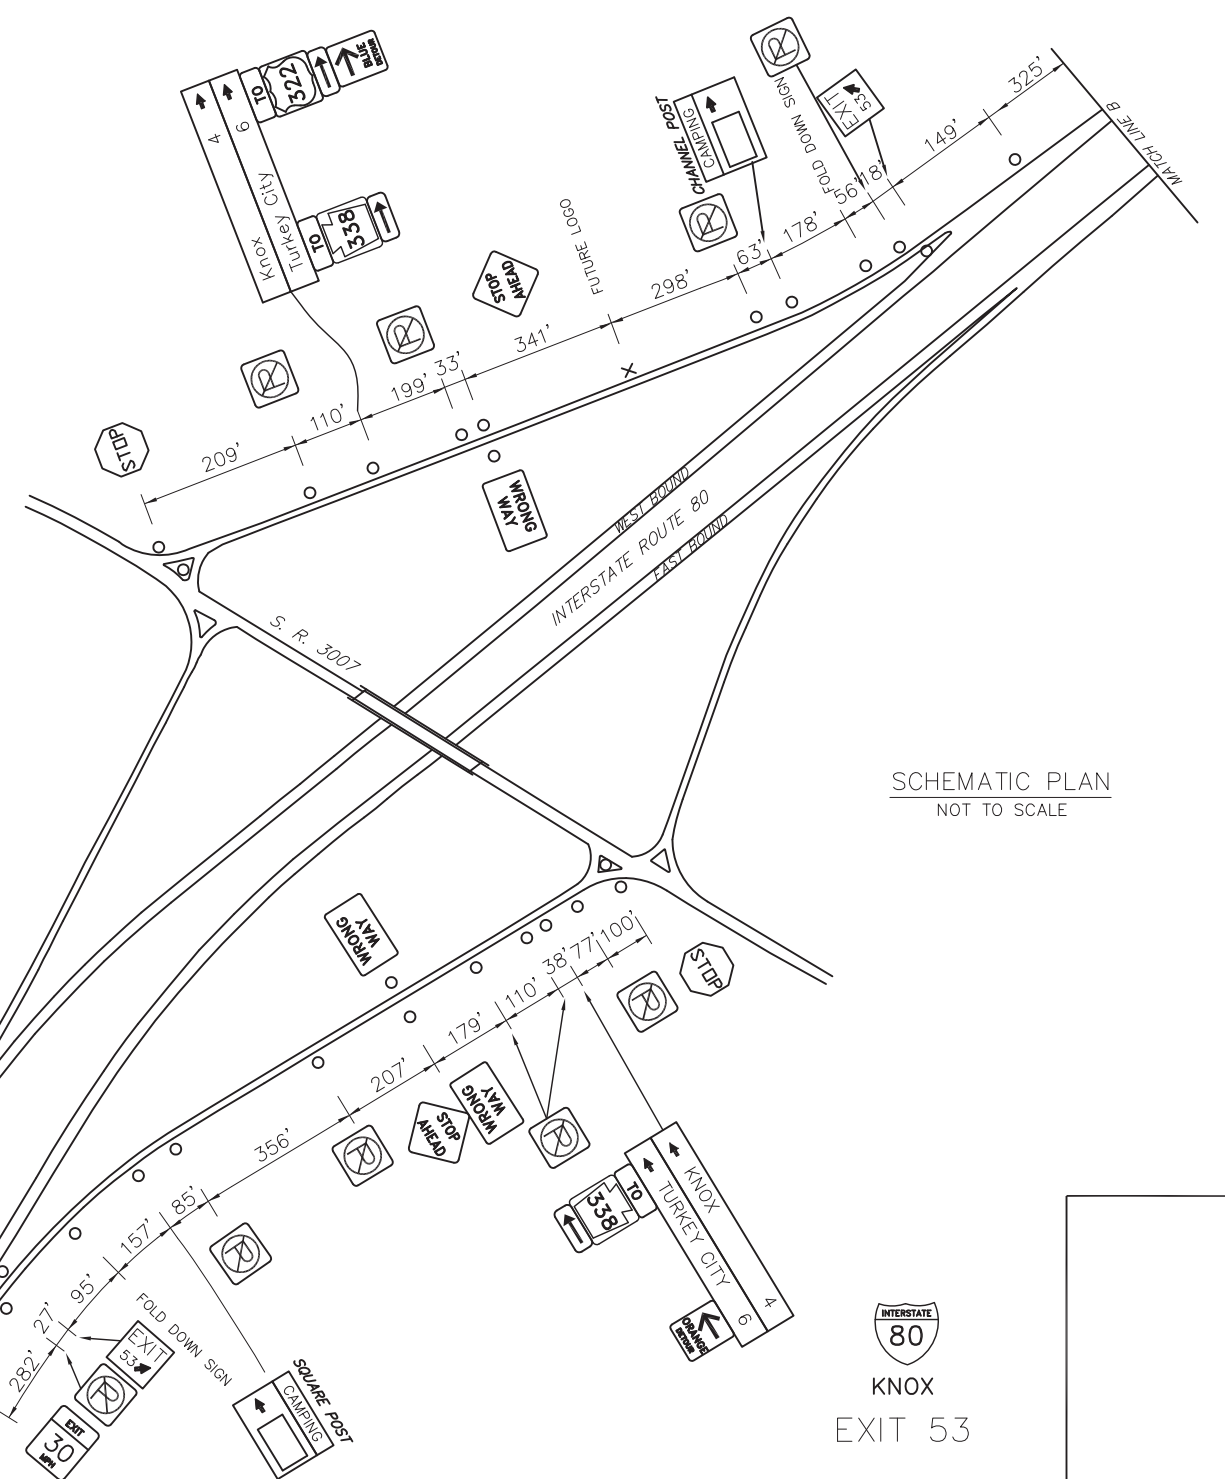 BLUE
DETOUR
TO
322
4
6
Knox
Turkey City
TO
338
CHANNEL POST
CAMPING
P
FOLD DOWN SIGN
EXIT
53
325'
149'
18'
56'
178'
63'
298'
341'
33'
199'
110'
209'
MATCH LINE B
P
FUTURE LOGO
STOP
AHEAD
P
P
STOP
WRONG
WAY
WEST BOUND
INTERSTATE ROUTE 80
EAST BOUND
S. R. 3007
SCHEMATIC PLAN
NOT TO SCALE
WRONG
WAY
100'
77'
38'
110'
179'
207'
356'
85'
157'
95'
27'
282'
STOP
P
WRONG
WAY
STOP
AHEAD
P
P
P
KNOX
4
TURKEY CITY
6
TO
338
ORANGE
DETOUR
FOLD DOWN SIGN
EXIT
53
P
EXIT
30
MPH
SQUARE POST
CAMPING
INTERSTATE
80
KNOX
EXIT 53